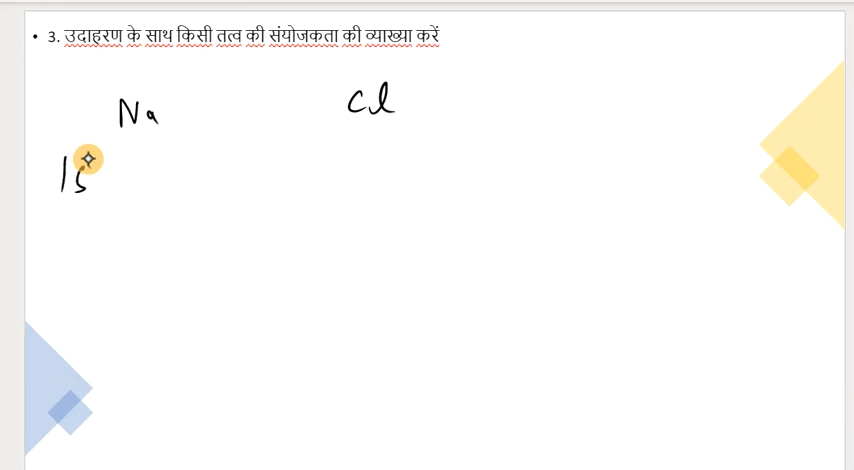 • 3. उदाहरण के साथ किसी तत्व की संयोजकता की व्याख्या करें
Na Cl
1s